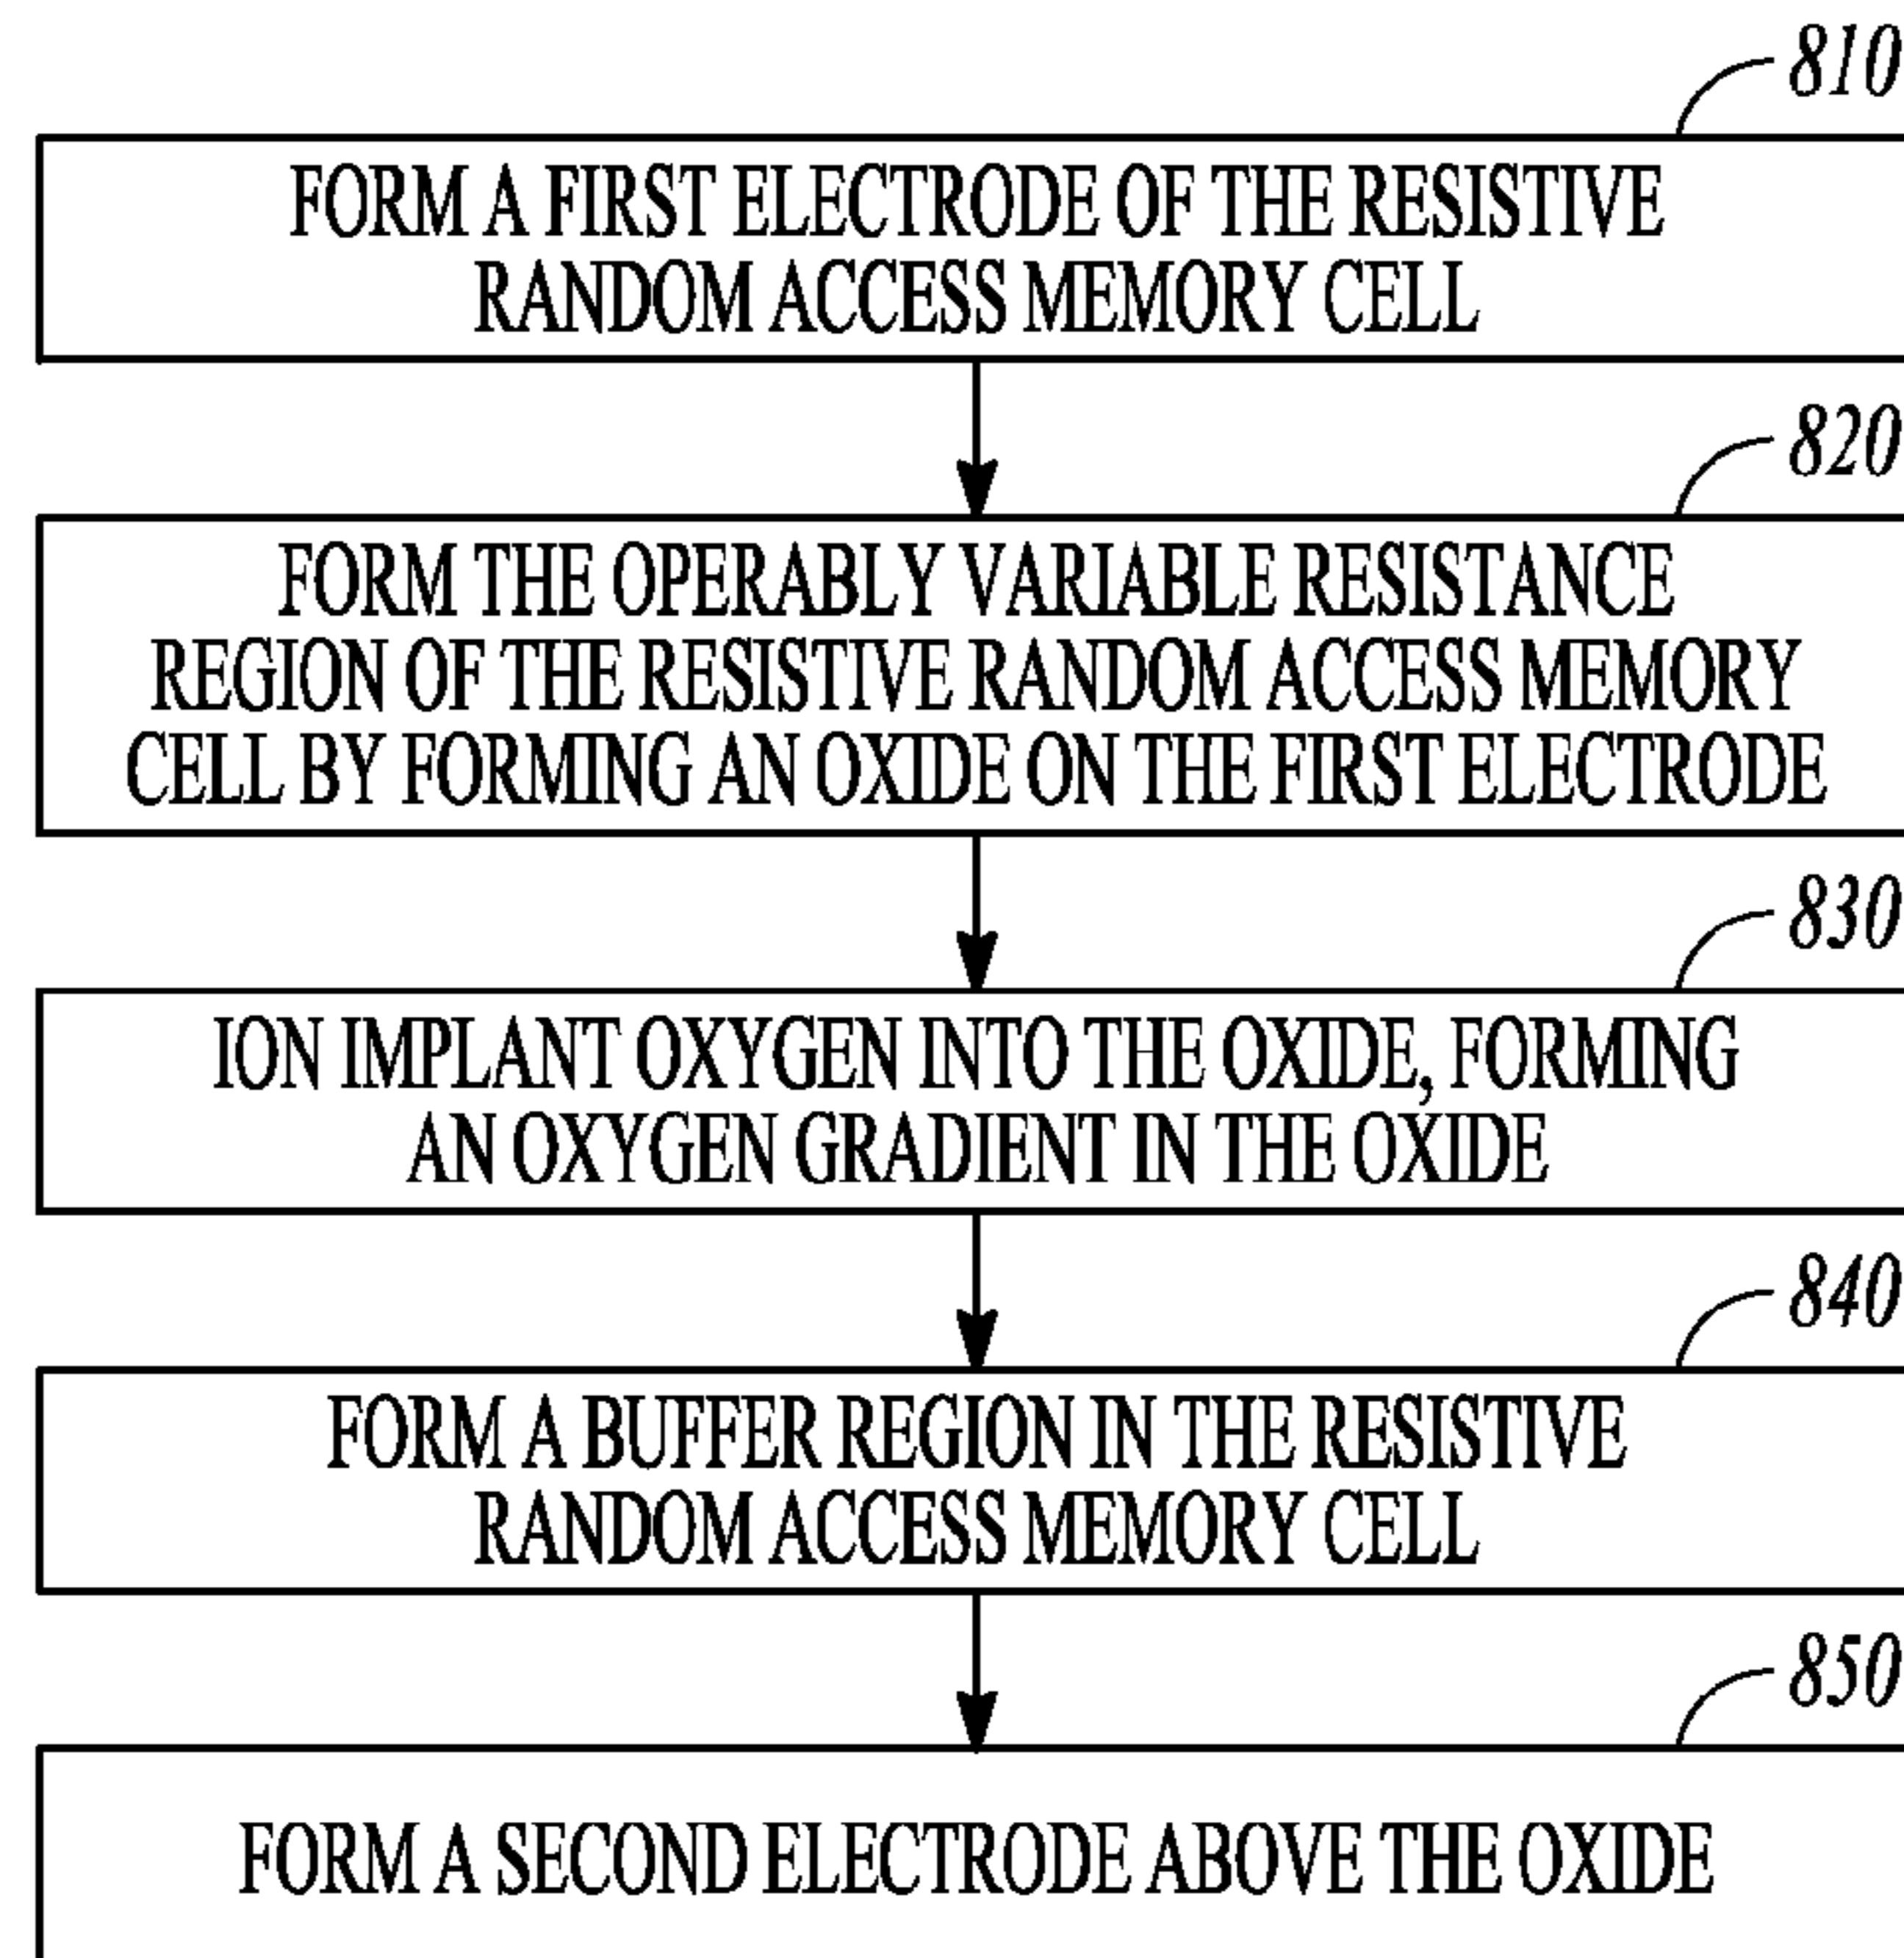 810
FORM A FIRST ELECTRODE OF THE RESISTIVE
RANDOM ACCESS MEMORY CELL
820
FORM THE OPERABLY VARIABLE RESISTANCE
REGION OF THE RESISTIVE RANDOM ACCESS MEMORY
CELL BY FORMING AN OXIDE ON THE FIRST ELECTRODE
830
ION IMPLANT OXYGEN INTO THE OXIDE, FORMING
AN OXYGEN GRADIENT IN THE OXIDE
840
FORM A BUFFER REGION IN THE RESISTIVE
RANDOM ACCESS MEMORY CELL
850
FORM A SECOND ELECTRODE ABOVE THE OXIDE